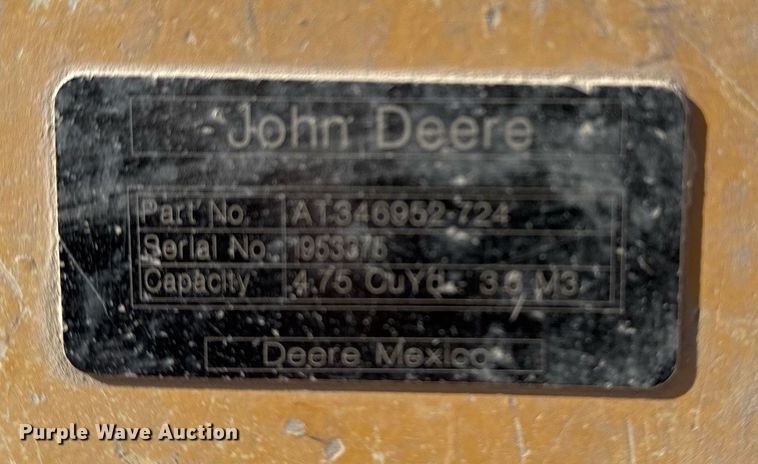 John Deere
Part No. AT346952-724
Serial No.
Capacity 4.75 CuYd - 3.6 M3
Deere Mexico
Purple Wave Auction